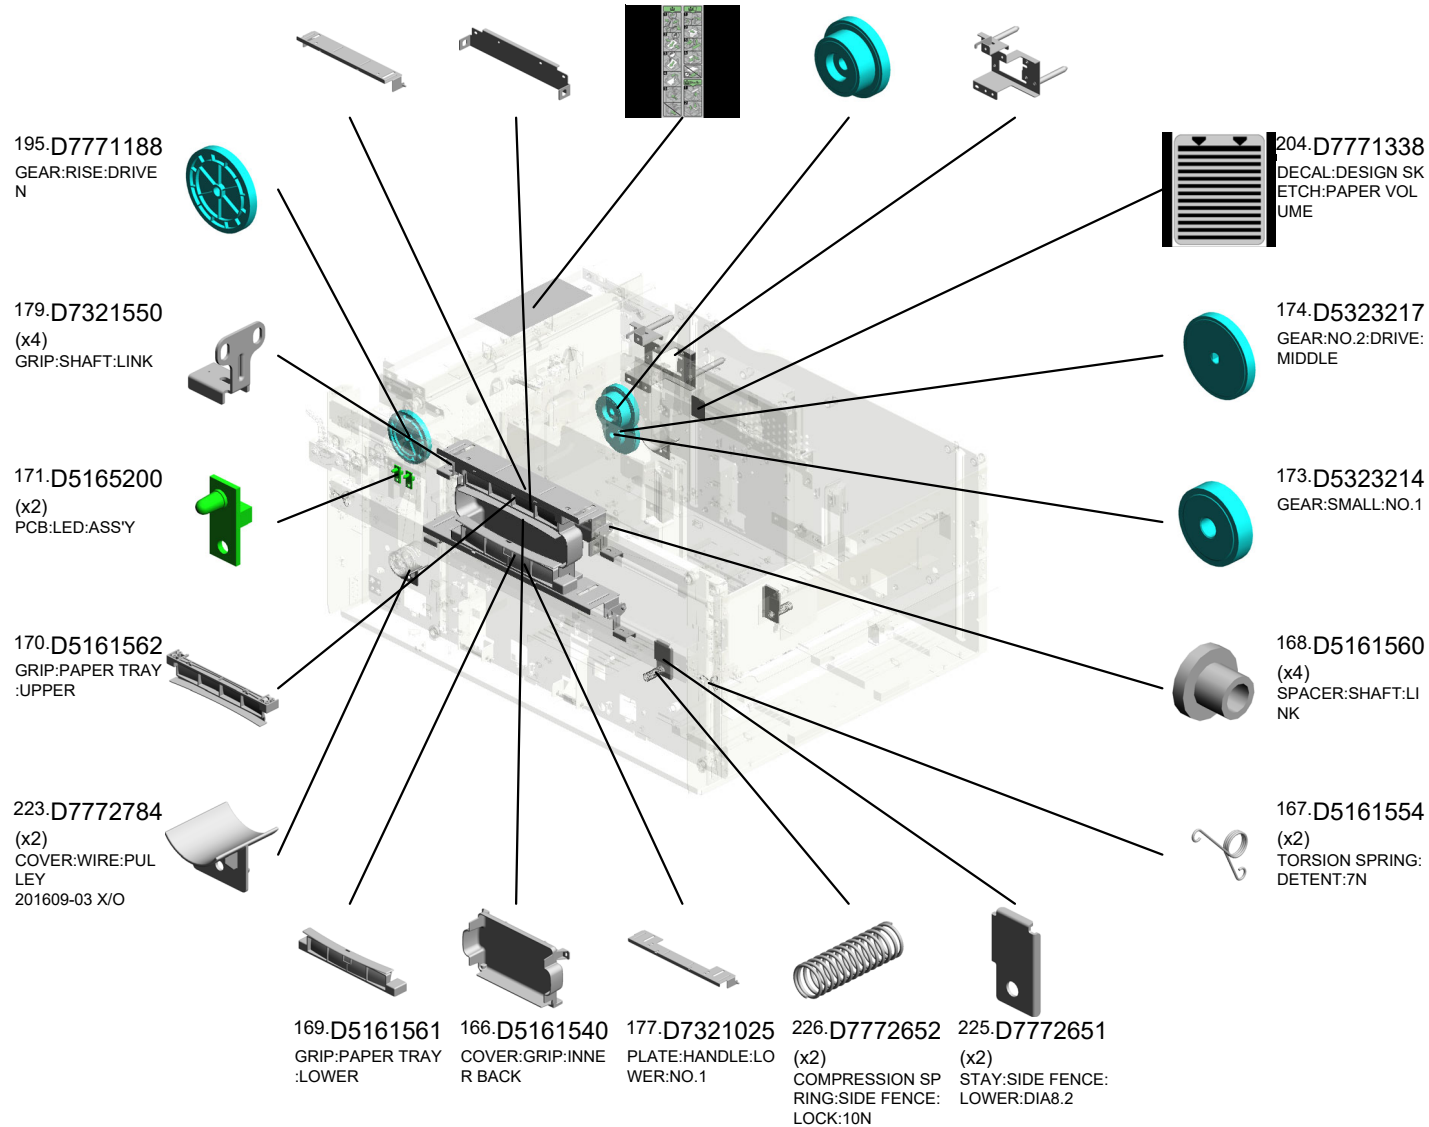 195.D7771188
GEAR:RISE:DRIVE
N
204.D7771338
DECAL:DESIGN SK
ETCH:PAPER VOL
UME
179.D7321550
(x4)
GRIP:SHAFT:LINK
174.D5323217
GEAR:NO.2:DRIVE:
MIDDLE
171.D5165200
(x2)
PCB:LED:ASS'Y
173.D5323214
GEAR:SMALL:NO.1
170.D5161562
GRIP:PAPER TRAY
:UPPER
168.D5161560
(x4)
SPACER:SHAFT:LI
NK
223.D7772784
(x2)
COVER:WIRE:PUL
LEY
201609-03 X/O
167.D5161554
(x2)
TORSION SPRING:
DETENT:7N
169.D5161561
GRIP:PAPER TRAY
:LOWER
166.D5161540
COVER:GRIP:INNE
R BACK
177.D7321025
PLATE:HANDLE:LO
WER:NO.1
226.D7772652
(x2)
COMPRESSION SP
RING:SIDE FENCE:
LOCK:10N
225.D7772651
(x2)
STAY:SIDE FENCE:
LOWER:DIA8.2